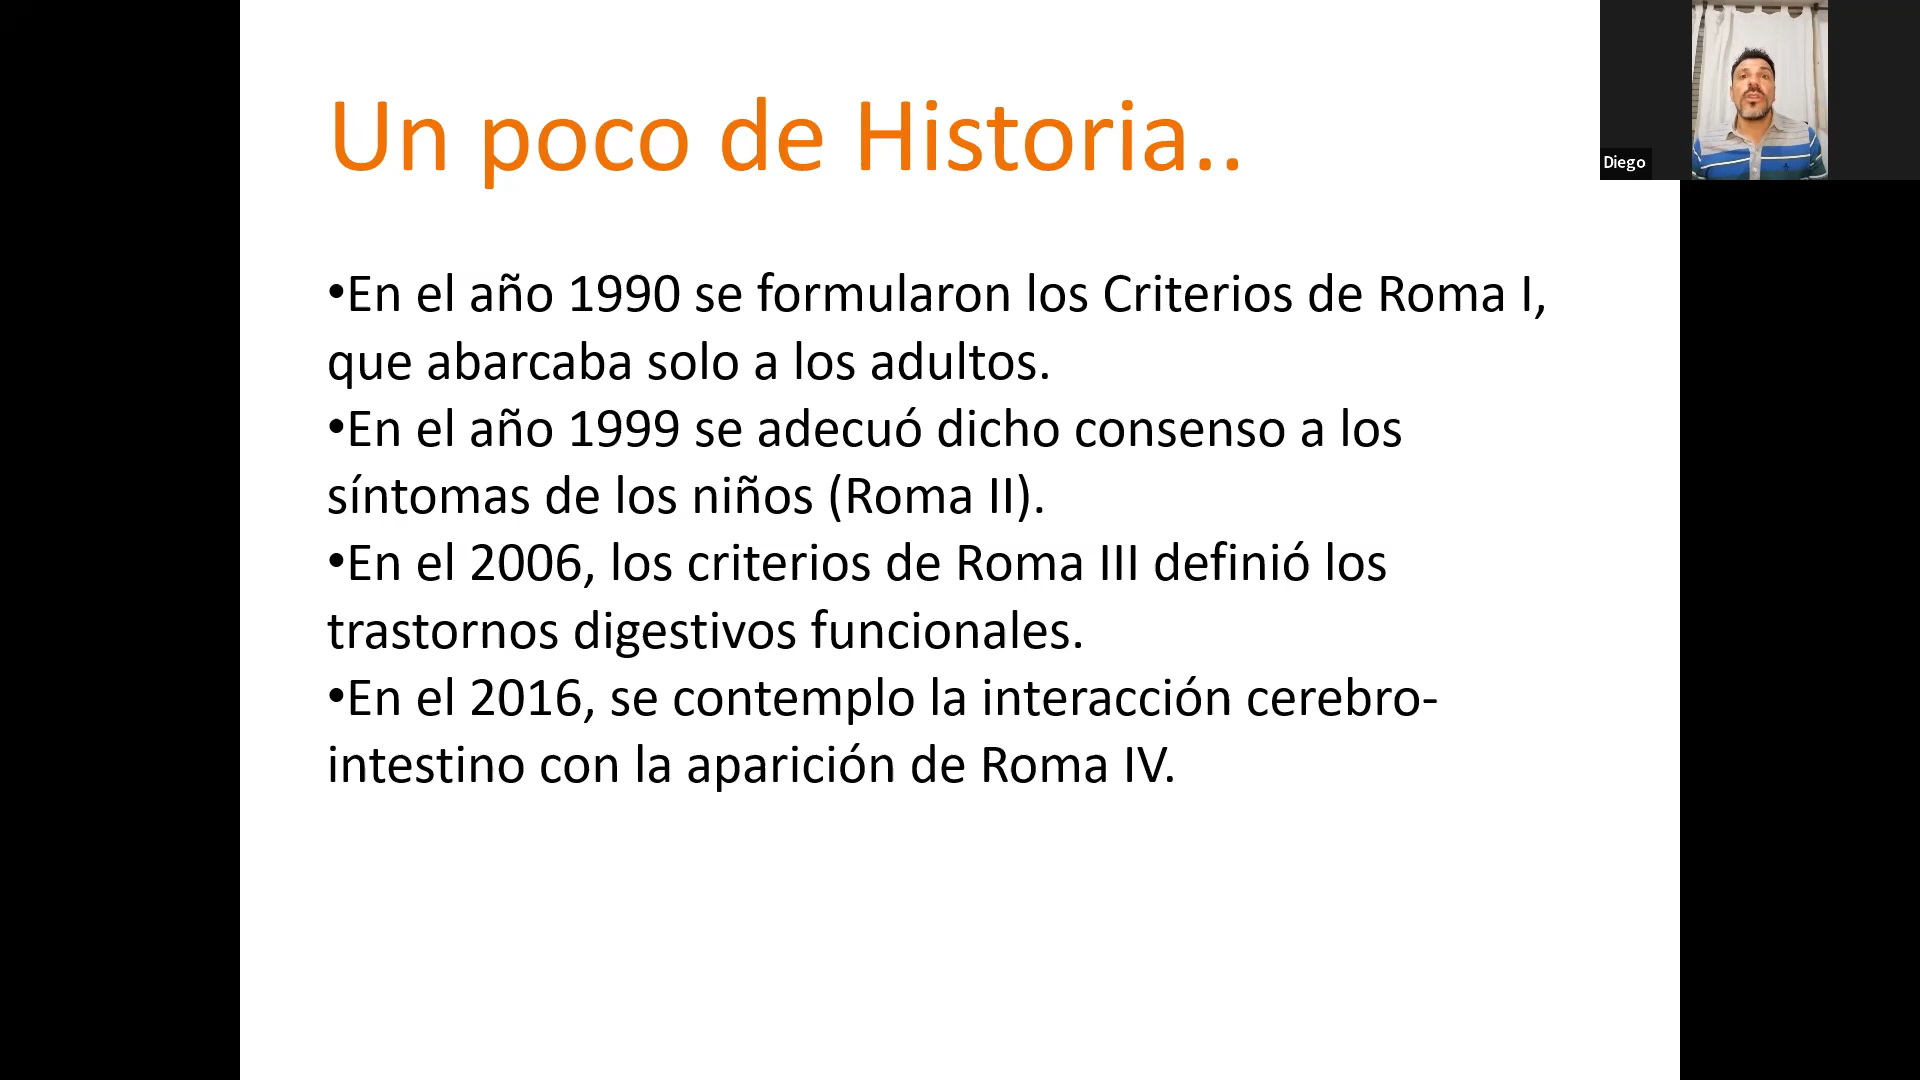 Un poco de Historia..
•En el año 1990 se formularon los Criterios de Roma I,
que abarcaba solo a los adultos.
•En el año 1999 se adecuó dicho consenso a los
síntomas de los niños (Roma II).
•En el 2006, los criterios de Roma III definió los
trastornos digestivos funcionales.
•En el 2016, se contemplo la interacción cerebro-
intestino con la aparición de Roma IV.
Diego